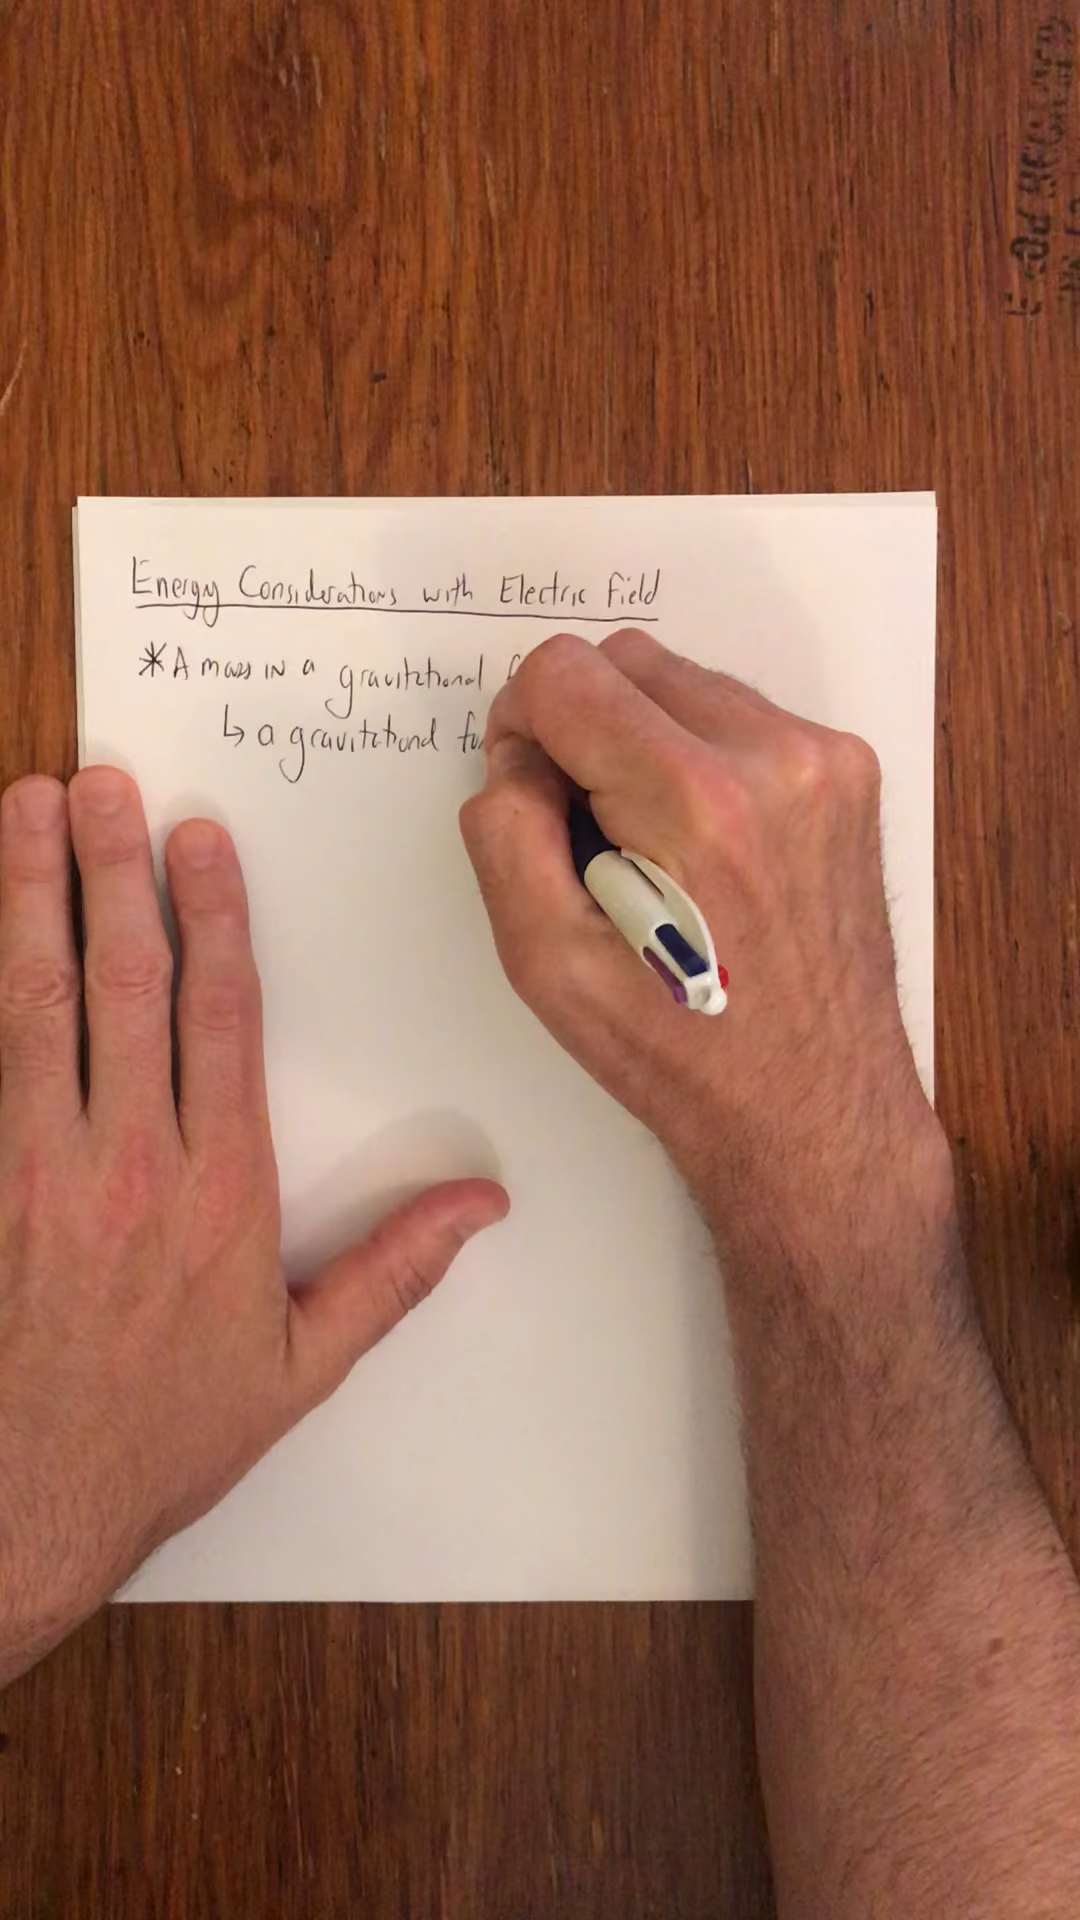 Energy Considerations with Electric Field
*A mass in a gravitational
↳ a gravitational